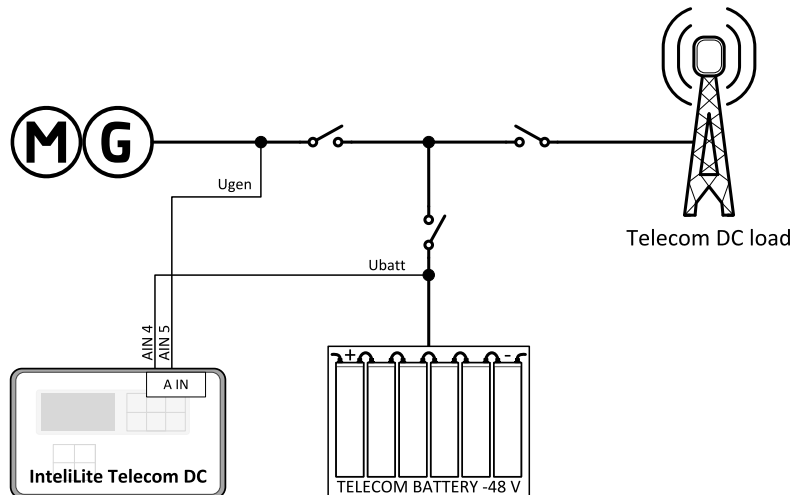 M G
Ugen
Telecom DC load
Ubatt
AIN 4
AIN 5
A IN
+ -
InteliLite Telecom DC
TELECOM BATTERY -48 V